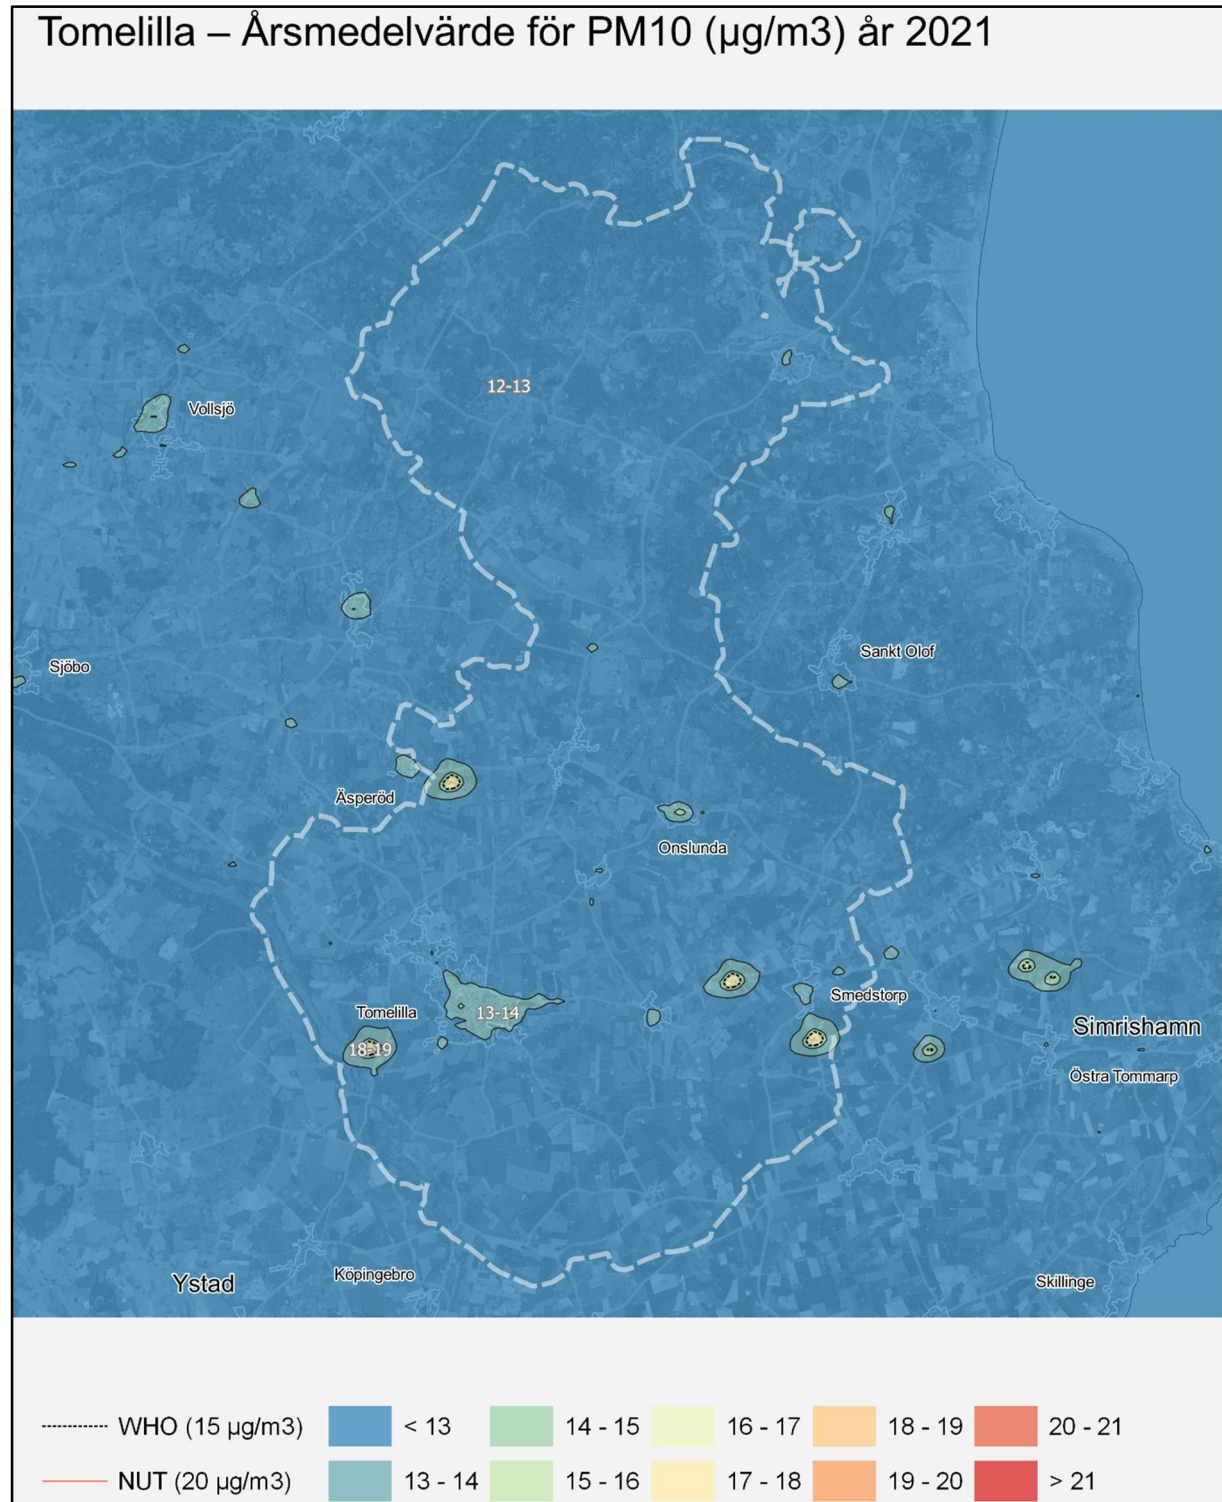 Tomelilla – Årsmedelvärde för PM10 (µg/m3) år 2021
12-13
Vollsjö
Sankt Olof
Sjöbo
Äsperöd
Onslunda
Smedstorp
Tomelilla
13-14
Simrishamn
18-19
Östra Tommarp
Köpingebro
Ystad
Skillinge
WHO (15 µg/m3) < 13 14 - 15 16 - 17 18 - 19 20 - 21
NUT (20 µg/m3) 13 - 14 15 - 16 17 - 18 19 - 20 > 21